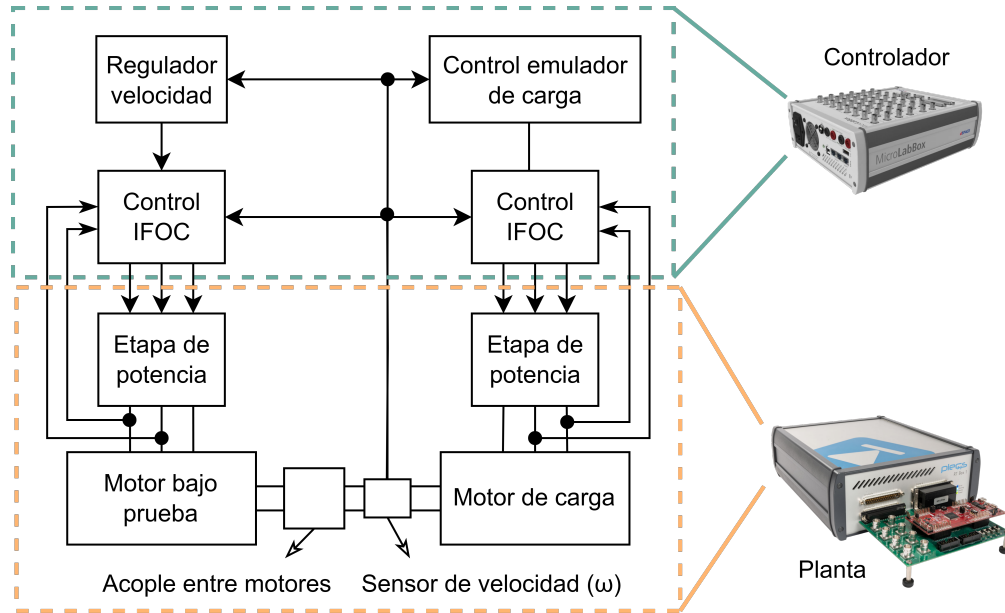 Regulador
velocidad
Control emulador
de carga
Controlador
MicroLabBox
Control
IFOC
Control
IFOC
Etapa de
potencia
Etapa de
potencia
plecs
Motor bajo
prueba
Motor de carga
Planta
Acople entre motores
Sensor de velocidad (ω)